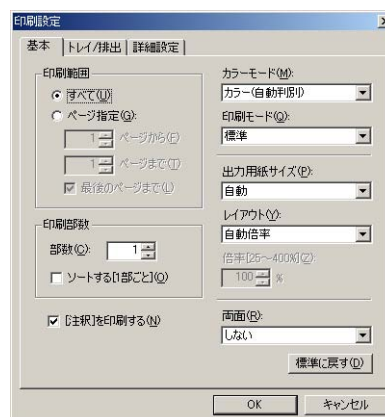 印刷設定
基本 トレイ/排出 詳細設定
印刷範囲
すべて(U)
ページ指定(G):
1 ページから(F)
1 ページまで(T)
最後のページまで(L)
印刷部数
部数(C): 1
ソートする[1部ごと](O)
[注釈]を印刷する(N)
カラーモード(M):
カラー(自動判別)
印刷モード(Q):
標準
出力用紙サイズ(P):
自動
レイアウト(Y):
自動倍率
倍率[25~400%](Z):
100 %
両面(R):
しない
標準に戻す(D)
OK キャンセル